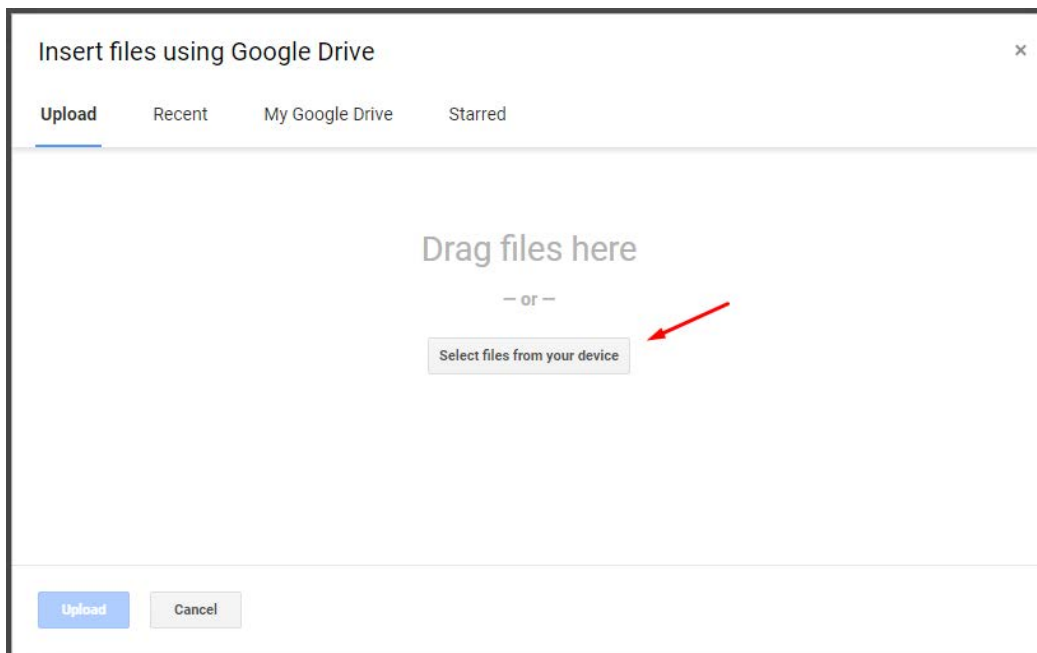 Insert files using Google Drive ×
Upload Recent My Google Drive Starred
Drag files here
— or —
Select files from your device
Upload Cancel